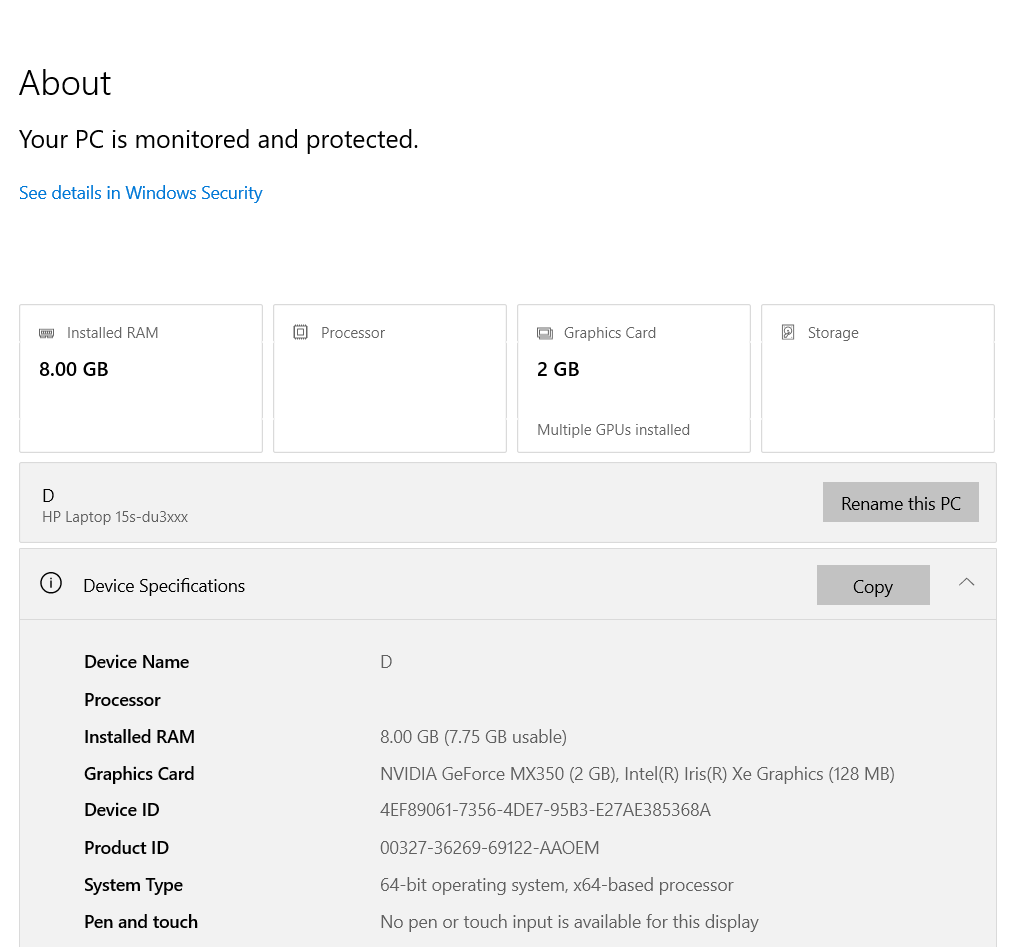 About
Your PC is monitored and protected.
See details in Windows Security
Installed RAM
8.00 GB
Processor
Graphics Card
2 GB
Multiple GPUs installed
Storage
D
HP Laptop 15s-du3xxx
Rename this PC
Device Specifications
Copy
Device Name D
Processor
Installed RAM 8.00 GB (7.75 GB usable)
Graphics Card NVIDIA GeForce MX350 (2 GB), Intel(R) Iris(R) Xe Graphics (128 MB)
Device ID 4EF89061-7356-4DE7-95B3-E27AE385368A
Product ID 00327-36269-69122-AAOEM
System Type 64-bit operating system, x64-based processor
Pen and touch No pen or touch input is available for this display